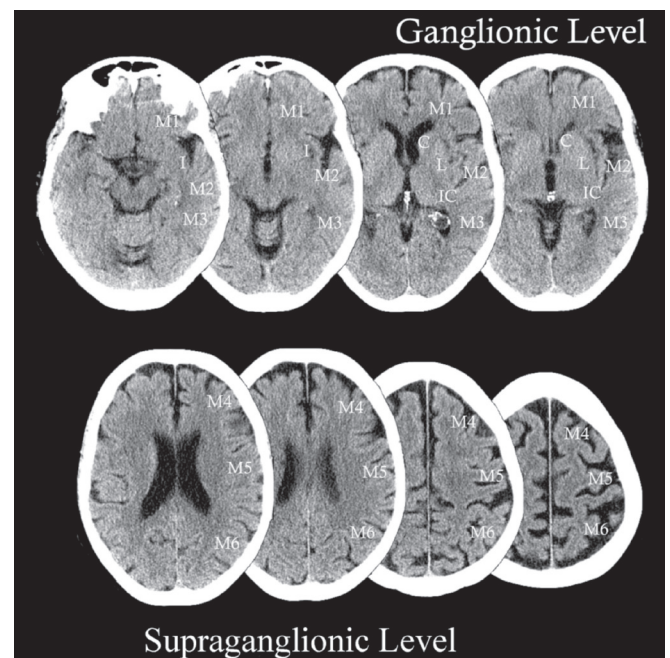 Ganglionic Level
M1 I M2 M3
M1 I M2 M3
M1 C L M2 IC M3
M1 C L M2 IC M3
M4 M5 M6
M4 M5 M6
M4 M5 M6
M4 M5 M6
Supraganglionic Level